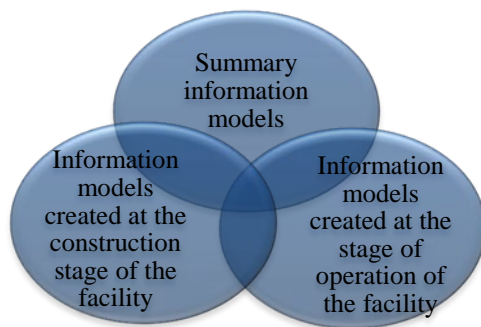 Summary
information
models
Information
models
created at the
construction
stage of the
facility
Information
models
created at the
stage of
operation of
the facility